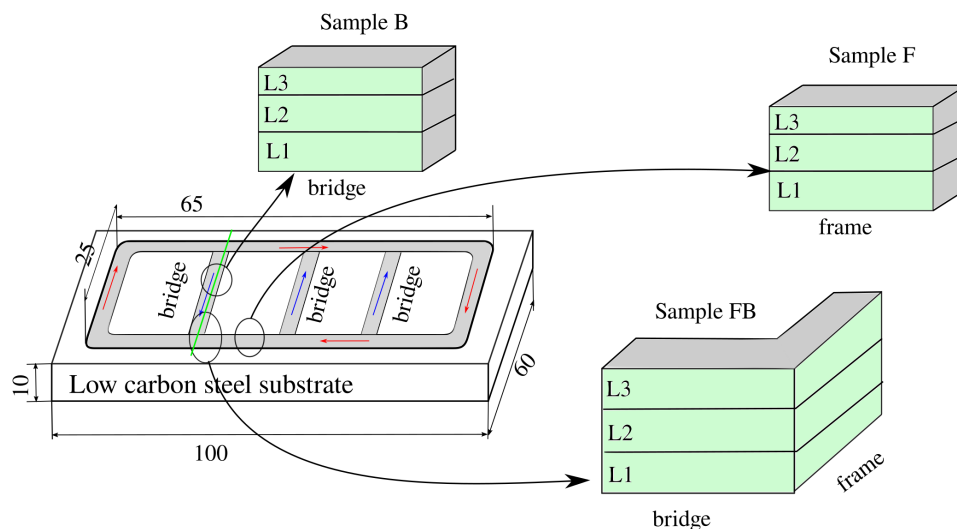 Sample B
L3
L2
L1
bridge
Sample F
L3
L2
L1
frame
65
25
bridge
bridge
bridge
Low carbon steel substrate
10
60
100
Sample FB
L3
L2
L1
bridge
frame